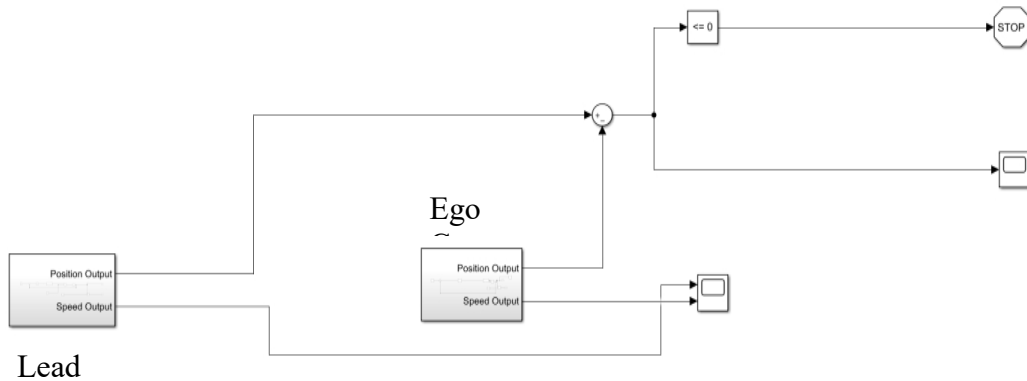 <= 0
STOP
+
-
Ego
Position Output
Speed Output
Position Output
Speed Output
Lead